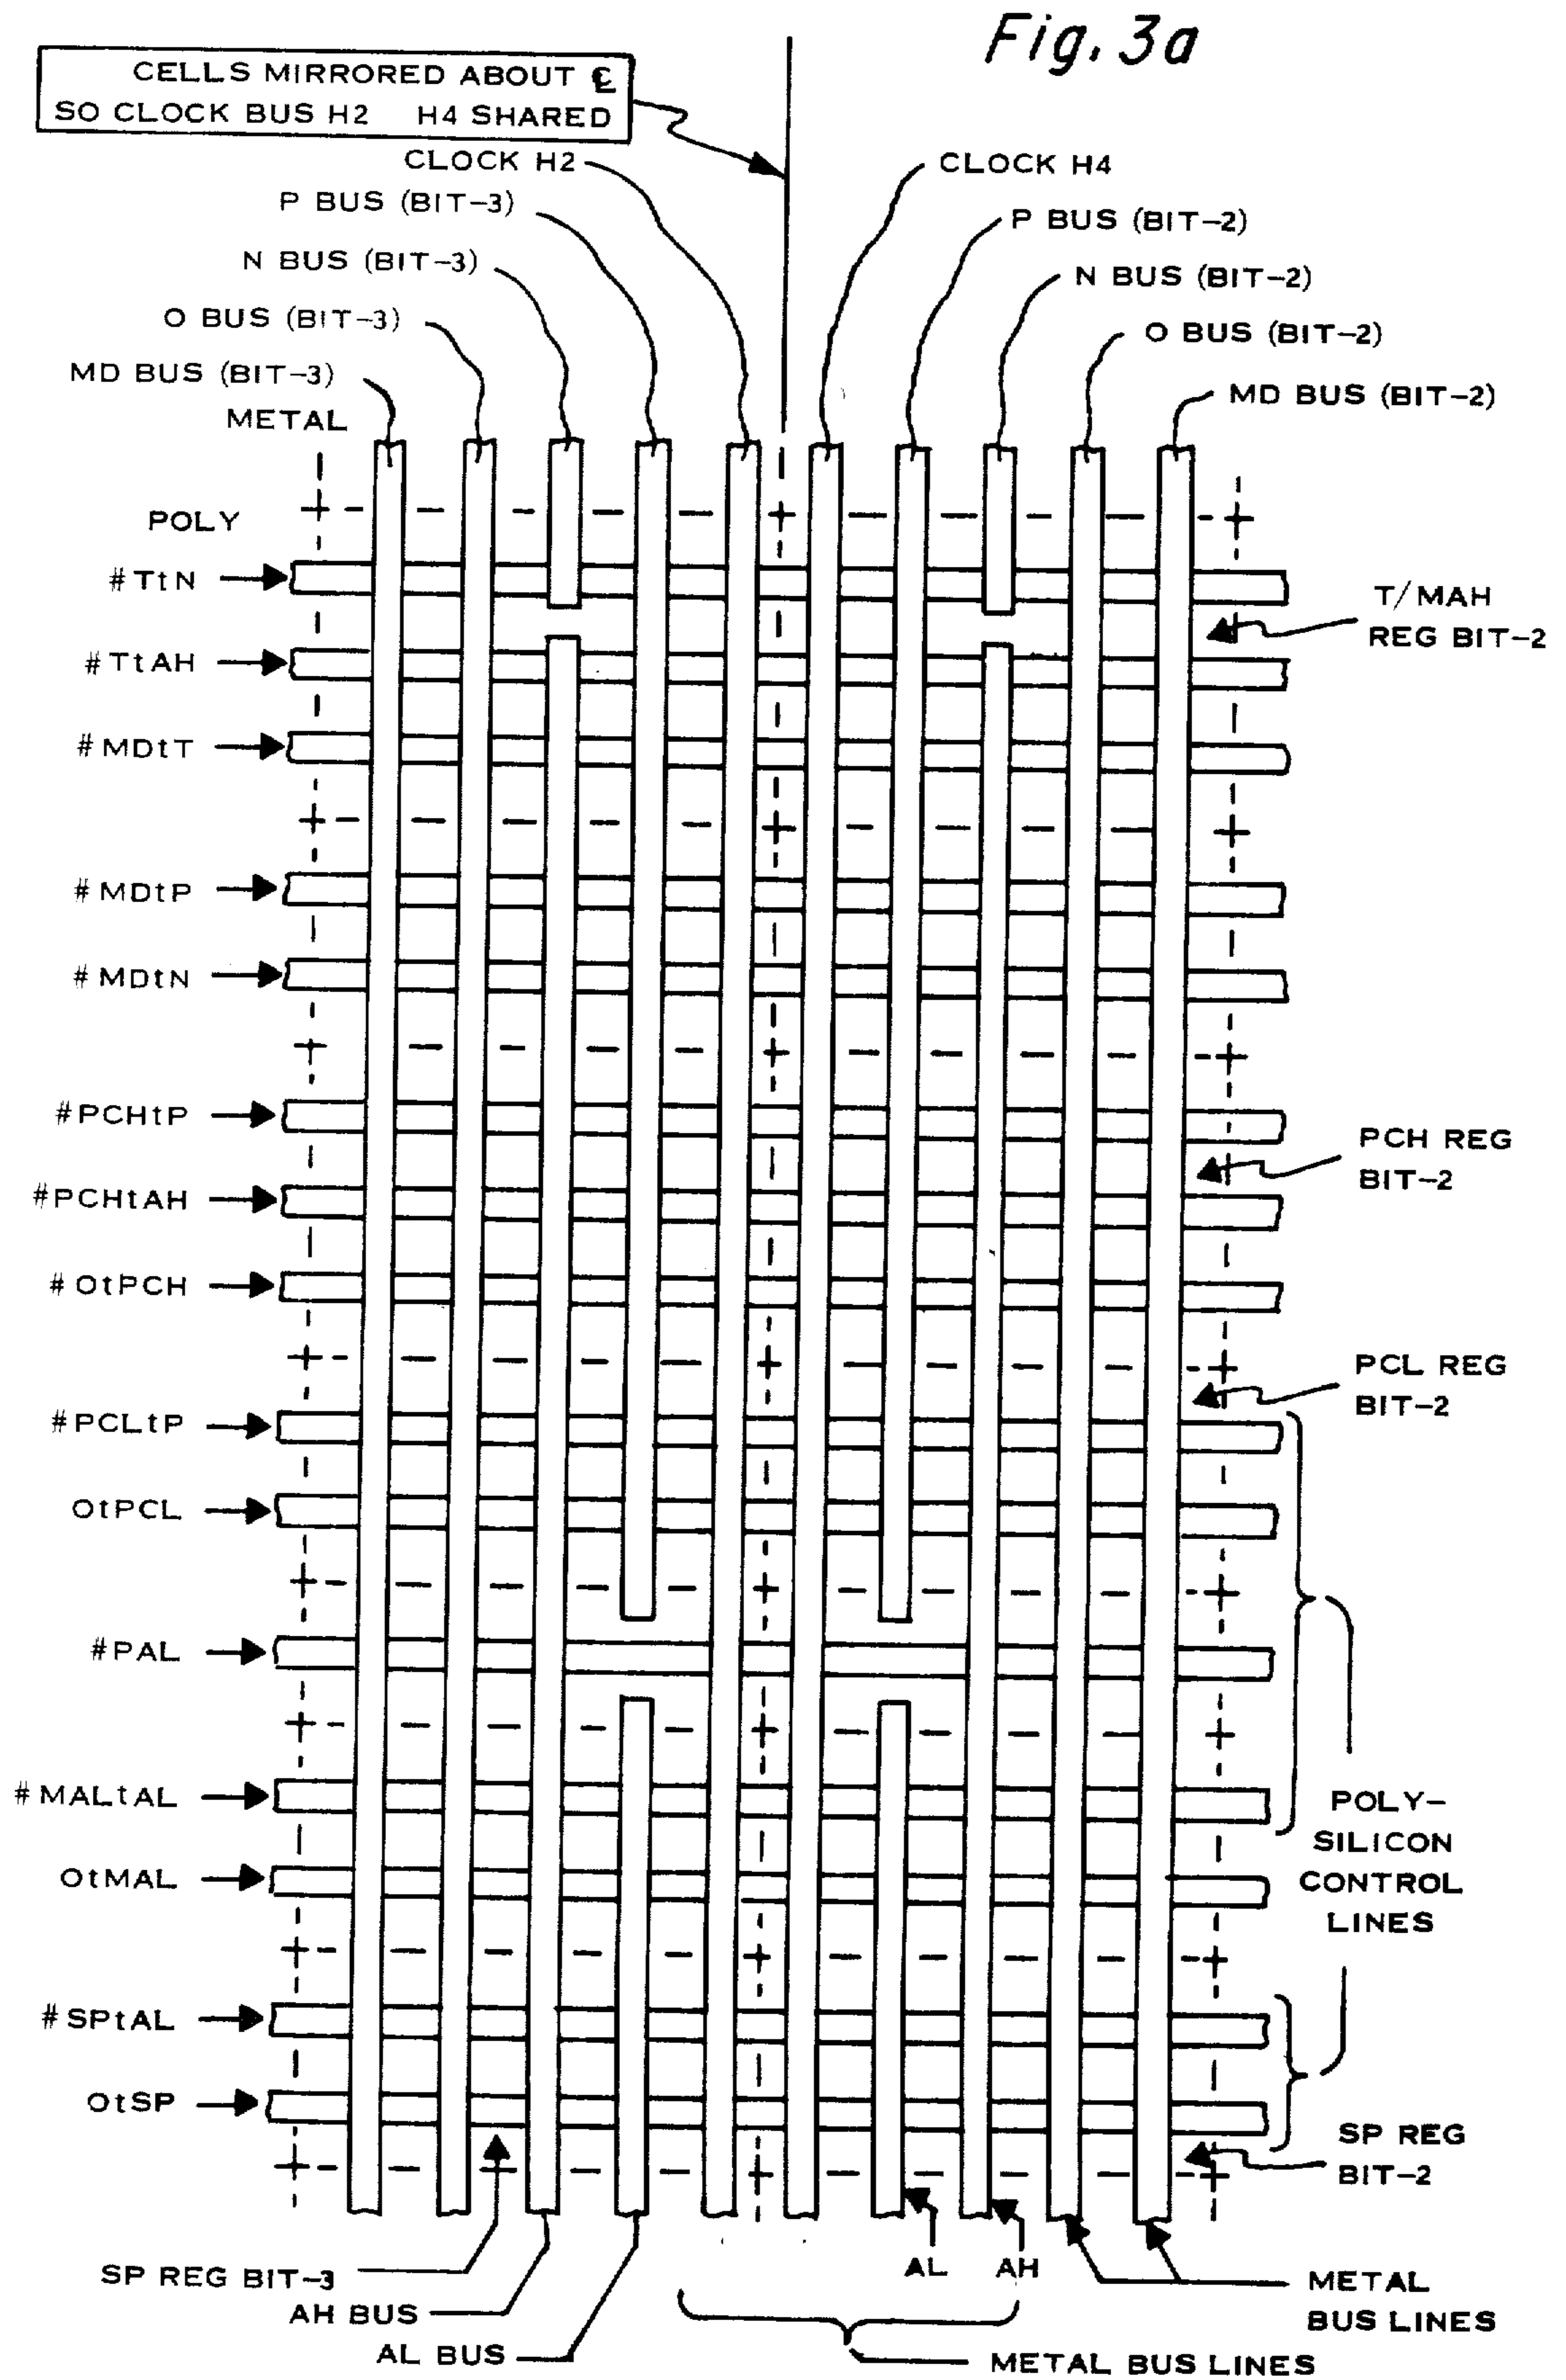 Fig. 3a
CELLS MIRRORED ABOUT ℄
SO CLOCK BUS H2 H4 SHARED
CLOCK H2
CLOCK H4
P BUS (BIT-3)
P BUS (BIT-2)
N BUS (BIT-3)
N BUS (BIT-2)
O BUS (BIT-3)
O BUS (BIT-2)
MD BUS (BIT-3)
MD BUS (BIT-2)
METAL
POLY
#TtN
T/MAH
REG BIT-2
#TtAH
#MDtT
#MDtP
#MDtN
#PCHtP
PCH REG
BIT-2
#PCHtAH
#OtPCH
PCL REG
BIT-2
#PCLtP
OtPCL
#PAL
#MALtAL
POLY-
SILICON
CONTROL
LINES
OtMAL
#SPtAL
OtSP
SP REG
BIT-2
SP REG BIT-3
AH BUS
AL BUS
AL
AH
METAL
BUS LINES
METAL BUS LINES